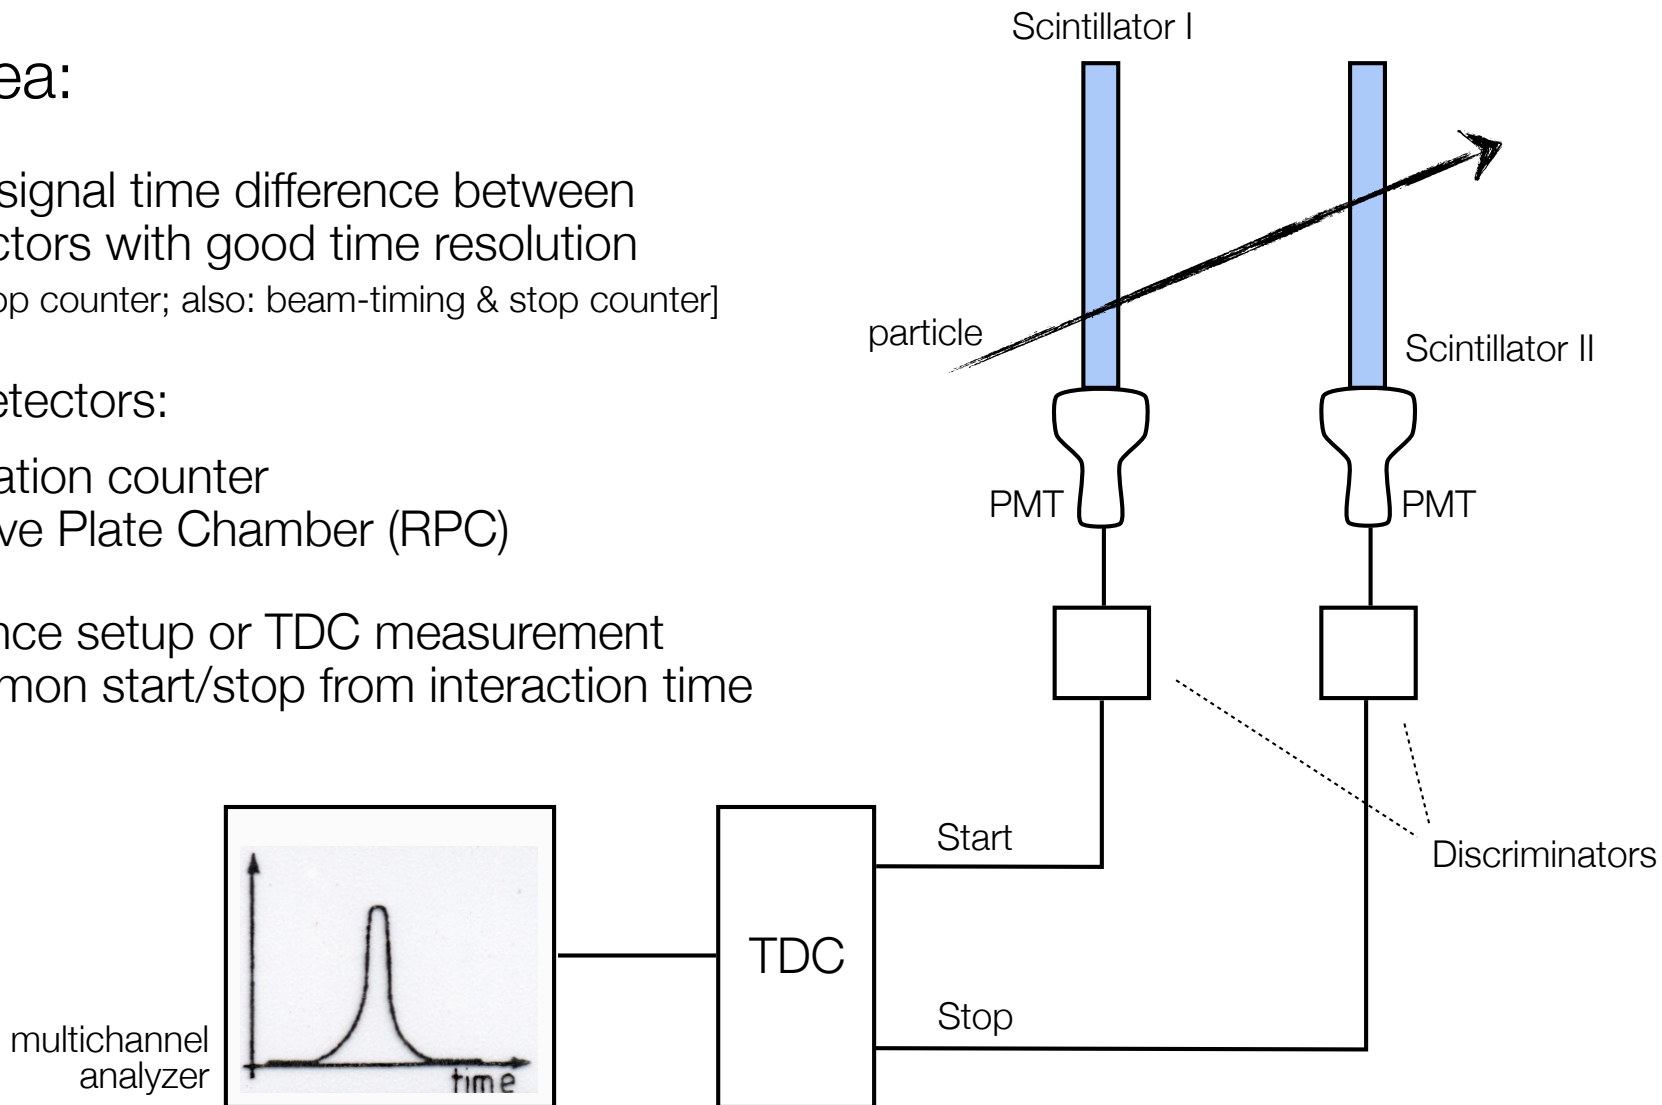 ea:
signal time difference between
ctors with good time resolution
op counter; also: beam-timing & stop counter]
etectors:
ation counter
ve Plate Chamber (RPC)
nce setup or TDC measurement
mon start/stop from interaction time
Scintillator I
particle
Scintillator II
PMT
PMT
Start
Discriminators
TDC
Stop
multichannel
analyzer
time